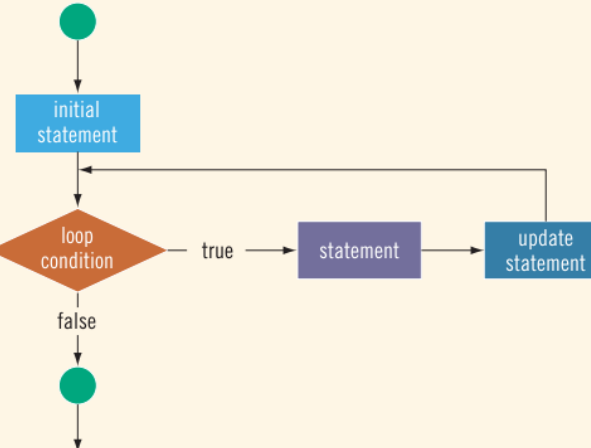 initial
statement
loop
condition
true
statement
update
statement
false